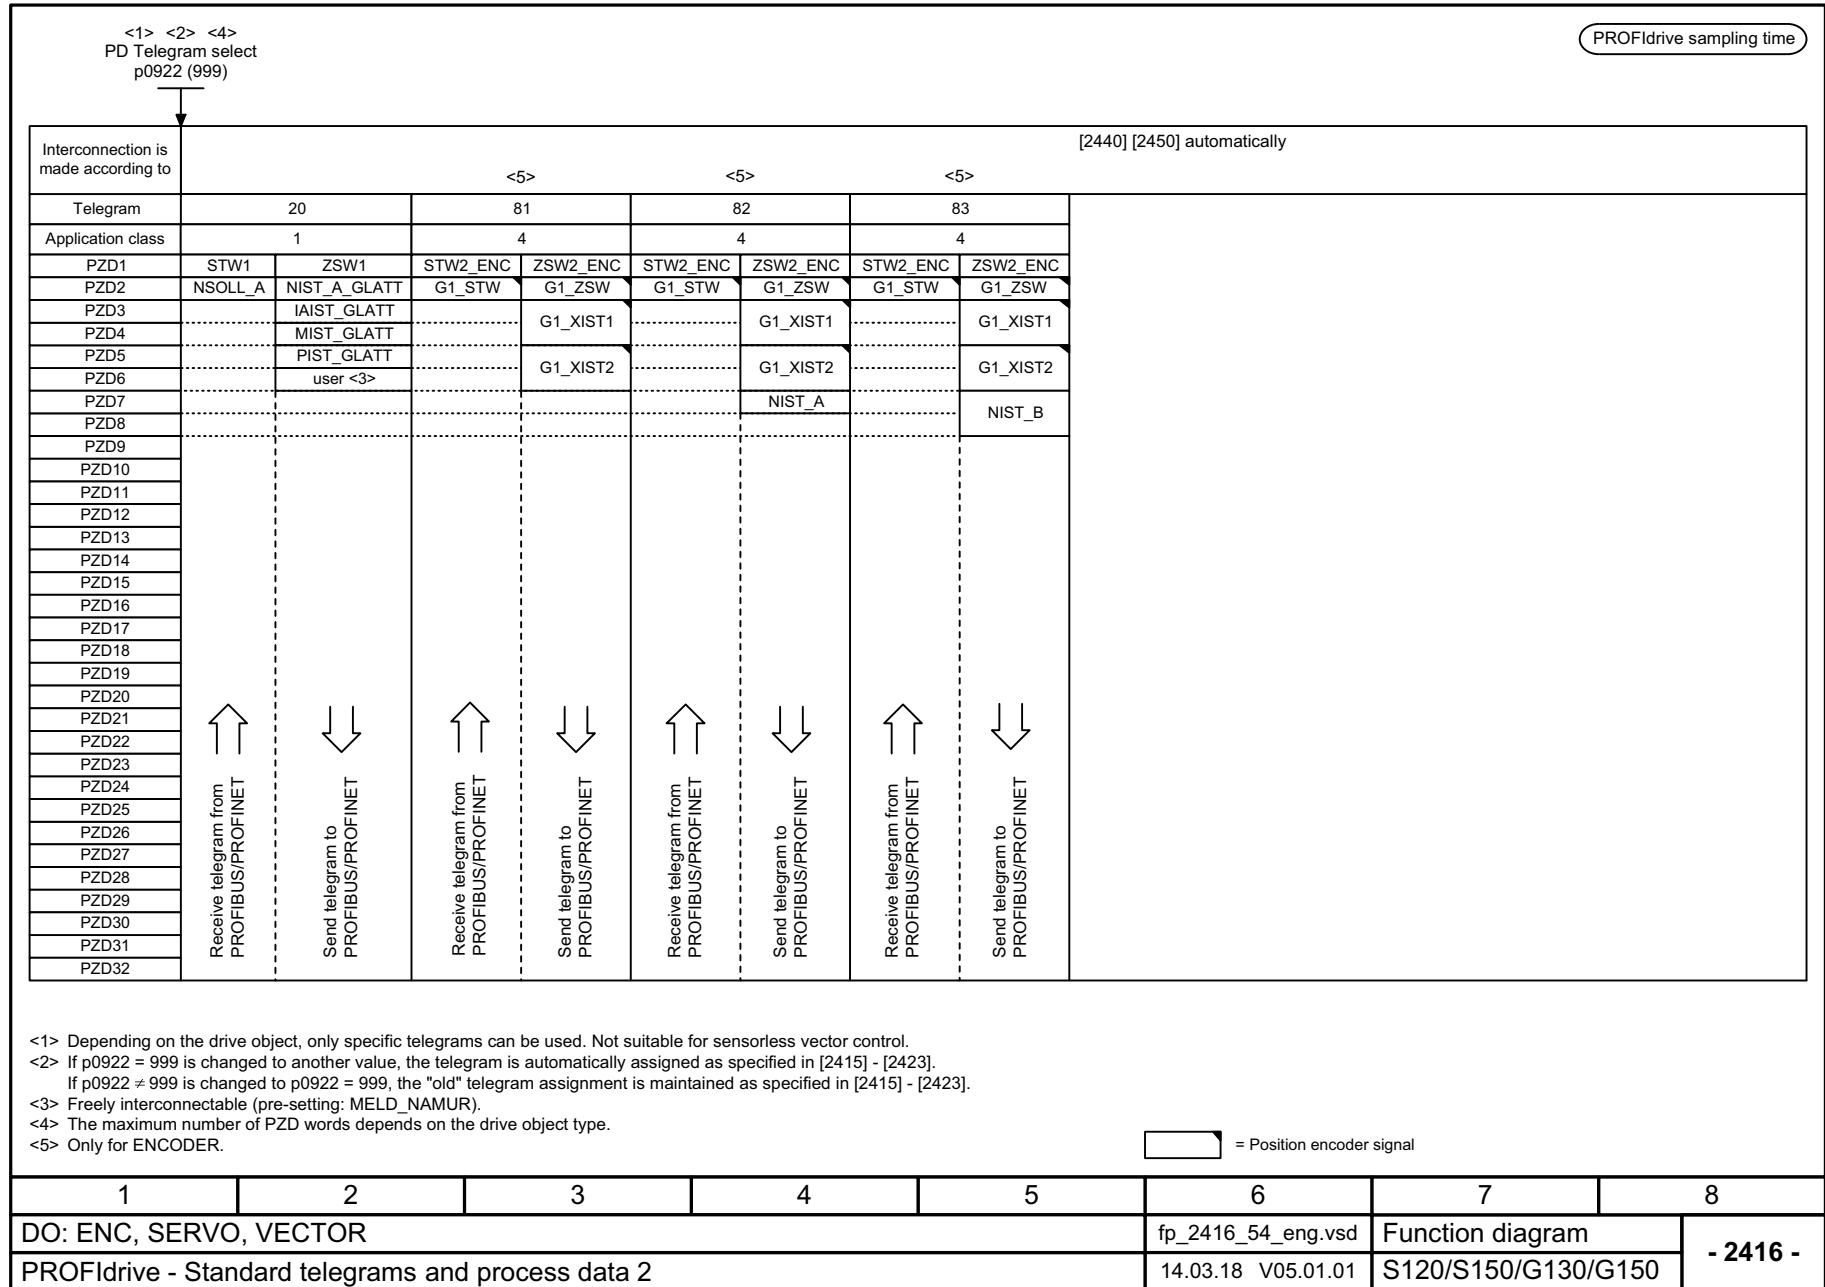 <1> <2> <4>
PD Telegram select
p0922 (999)
PROFIdrive sampling time
Interconnection is
made according to
[2440] [2450] automatically
<5> <5> <5>
Telegram 20 81 82 83
Application class 1 4 4 4
PZD1 STW1 ZSW1 STW2_ENC ZSW2_ENC STW2_ENC ZSW2_ENC STW2_ENC ZSW2_ENC
PZD2 NSOLL_A NIST_A_GLATT G1_STW G1_ZSW G1_STW G1_ZSW G1_STW G1_ZSW
PZD3 IAIST_GLATT G1_XIST1 G1_XIST1 G1_XIST1
PZD4 MIST_GLATT
PZD5 PIST_GLATT G1_XIST2 G1_XIST2 G1_XIST2
PZD6 user <3>
PZD7 NIST_A NIST_B
PZD8
PZD9
PZD10
PZD11
PZD12
PZD13
PZD14
PZD15
PZD16
PZD17
PZD18
PZD19
PZD20
PZD21
PZD22
PZD23
PZD24
PZD25
PZD26
PZD27
PZD28
PZD29
PZD30
PZD31
PZD32
Receive telegram from
PROFIBUS/PROFINET
Send telegram to
PROFIBUS/PROFINET
Receive telegram from
PROFIBUS/PROFINET
Send telegram to
PROFIBUS/PROFINET
Receive telegram from
PROFIBUS/PROFINET
Send telegram to
PROFIBUS/PROFINET
Receive telegram from
PROFIBUS/PROFINET
Send telegram to
PROFIBUS/PROFINET
<1> Depending on the drive object, only specific telegrams can be used. Not suitable for sensorless vector control.
<2> If p0922 = 999 is changed to another value, the telegram is automatically assigned as specified in [2415] - [2423].
If p0922 ≠ 999 is changed to p0922 = 999, the "old" telegram assignment is maintained as specified in [2415] - [2423].
<3> Freely interconnectable (pre-setting: MELD_NAMUR).
<4> The maximum number of PZD words depends on the drive object type.
<5> Only for ENCODER.
= Position encoder signal
1 2 3 4 5 6 7 8
DO: ENC, SERVO, VECTOR fp_2416_54_eng.vsd Function diagram - 2416 -
PROFIdrive - Standard telegrams and process data 2 14.03.18 V05.01.01 S120/S150/G130/G150